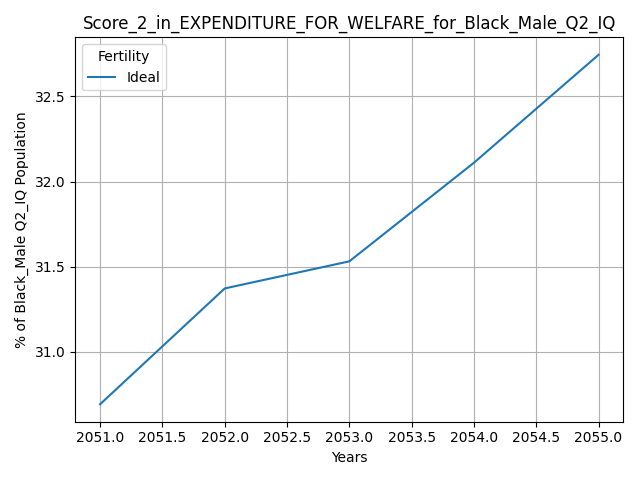 Score_2_in_EXPENDITURE_FOR_WELFARE_for_Black_Male_Q2_IQ
Fertility
Ideal
% of Black_Male Q2_IQ Population
32.5
32.0
31.5
31.0
2051.0 2051.5 2052.0 2052.5 2053.0 2053.5 2054.0 2054.5 2055.0
Years